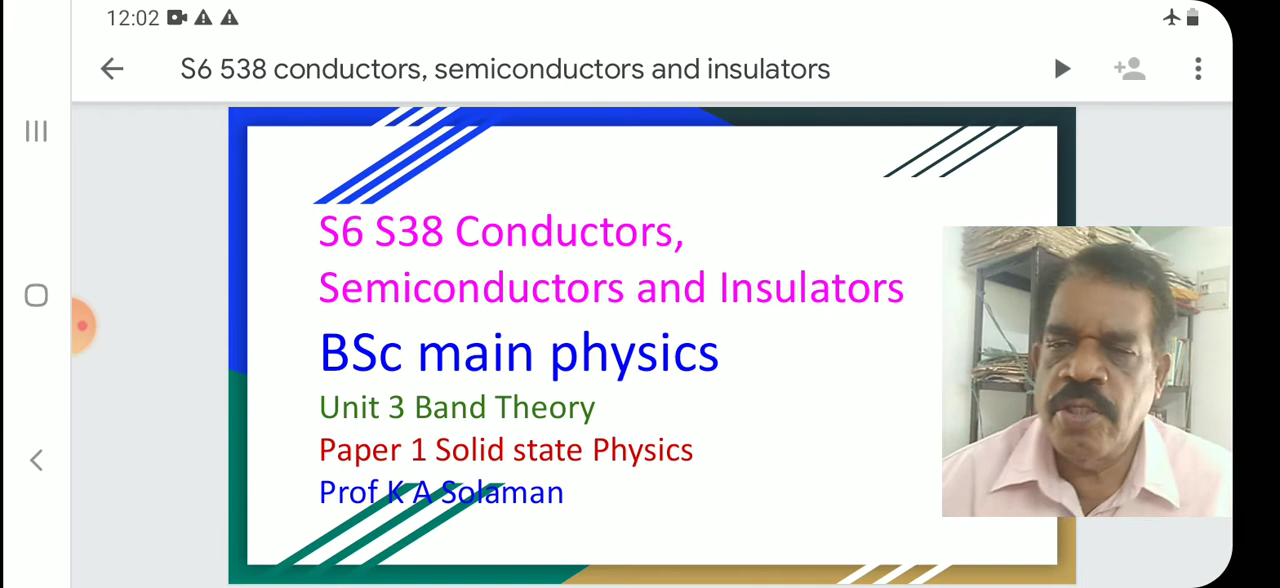 12:02
S6 538 conductors, semiconductors and insulators
S6 S38 Conductors,
Semiconductors and Insulators
BSc main physics
Unit 3 Band Theory
Paper 1 Solid state Physics
Prof K A Solaman